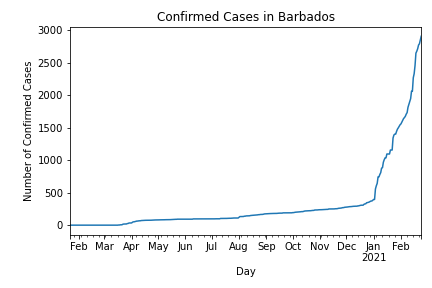 Confirmed Cases in Barbados
Number of Confirmed Cases
3000
2500
2000
1500
1000
500
0
Feb Mar Apr May Jun Jul Aug Sep Oct Nov Dec Jan Feb
2021
Day